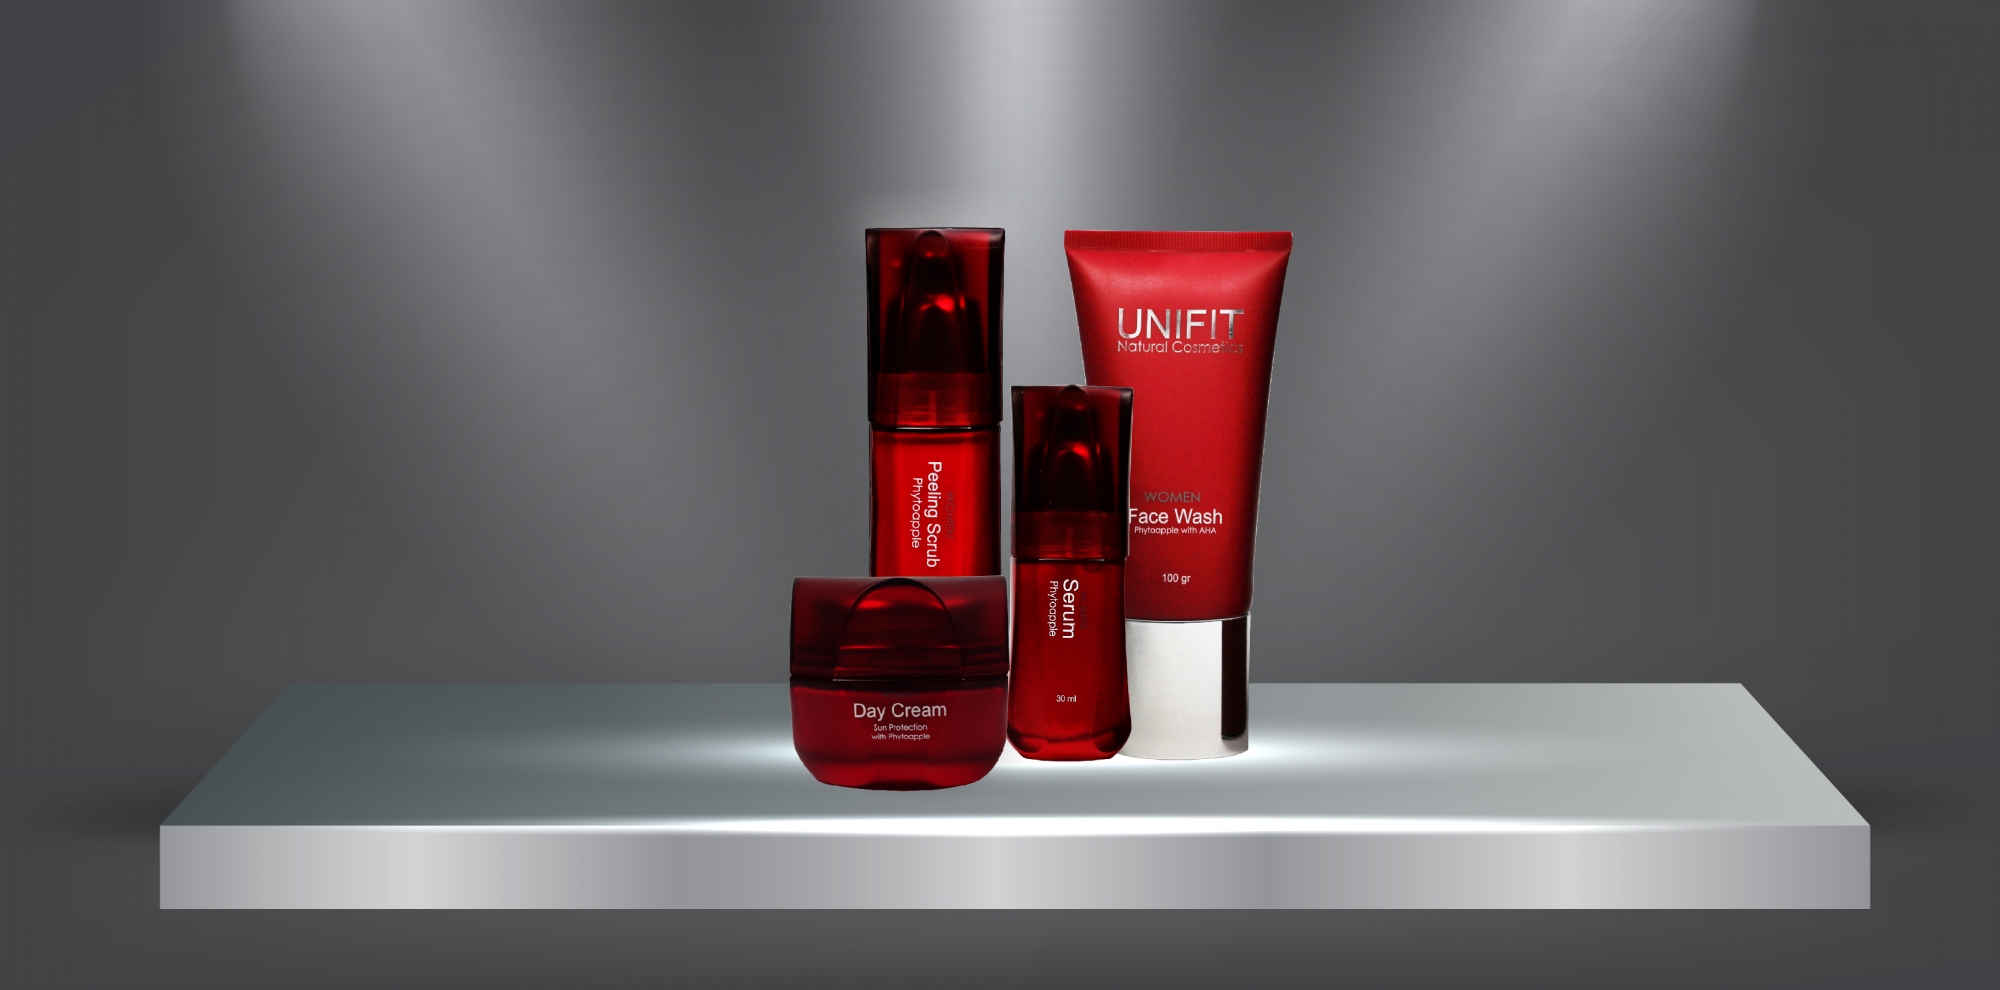 UNIFIT
Natural Cosmetics
WOMEN
Face Wash
Phytoapple with AHA
100 gr
WOMEN
Peeling Scrub
Phytoapple
Serum
Phytoapple
30 ml
Day Cream
Sun Protection
with Phytoapple